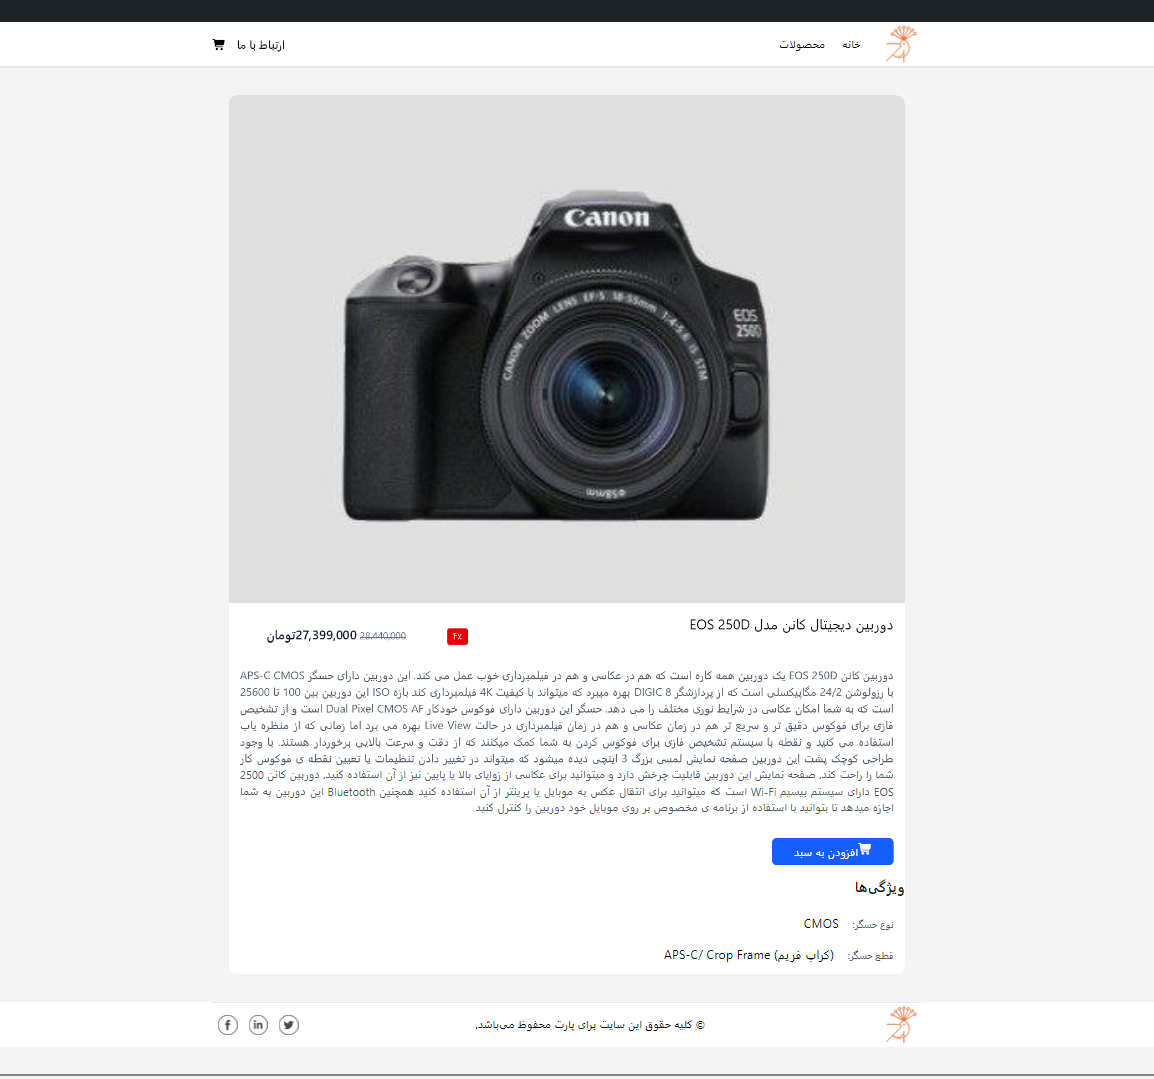 خانه
محصولات
ارتباط با ما
Canon
EOS
250D
CANON ZOOM LENS EF-S 18-55mm 1:4-5.6 IS STM
ø58mm
دوربین دیجیتال کانن مدل EOS 250D
۴٪
28,440,000 27,399,000تومان
دوربین کانن EOS 250D یک دوربین همه کاره است که هم در عکاسی و هم در فیلمبرداری خوب عمل می کند. این دوربین دارای حسگر APS-C CMOS
با رزولوشن 24/2 مگاپیکسلی است که از پردازشگر DIGIC 8 بهره میبرد که میتواند با کیفیت 4K فیلمبرداری کند بازه ISO این دوربین بین 100 تا 25600
است که به شما امکان عکاسی در شرایط نوری مختلف را می دهد. حسگر این دوربین دارای فوکوس خودکار Dual Pixel CMOS AF است و از تشخیص
فازی برای فوکوس دقیق تر و سریع تر هم در زمان عکاسی و هم در زمان فیلمبرداری در حالت Live View بهره می برد اما زمانی که از منظره یاب
استفاده می کنید و نقطه با سیستم تشخیص فازی برای فوکوس کردن به شما کمک میکنند که از دقت و سرعت بالایی برخوردار هستند. با وجود
طراحی کوچک پشت این دوربین صفحه نمایش لمسی بزرگ 3 اینچی دیده میشود که میتواند در تغییر دادن تنظیمات یا تعیین نقطه ی فوکوس کار
شما را راحت کند. صفحه نمایش این دوربین قابلیت چرخش دارد و میتوانید برای عکاسی از زوایای بالا یا پایین نیز از آن استفاده کنید. دوربین کانن 2500
EOS دارای سیستم بیسیم Wi-Fi است که میتوانید برای انتقال عکس به موبایل یا پرینتر از آن استفاده کنید همچنین Bluetooth این دوربین به شما
اجازه میدهد تا بتوانید با استفاده از برنامه ی مخصوص بر روی موبایل خود دوربین را کنترل کنید
افزودن به سبد
ویژگی‌ها
نوع حسگر: CMOS
قطع حسگر: APS-C/ Crop Frame (کراپ فریم)
© کلیه حقوق این سایت برای پارت محفوظ می‌باشد.